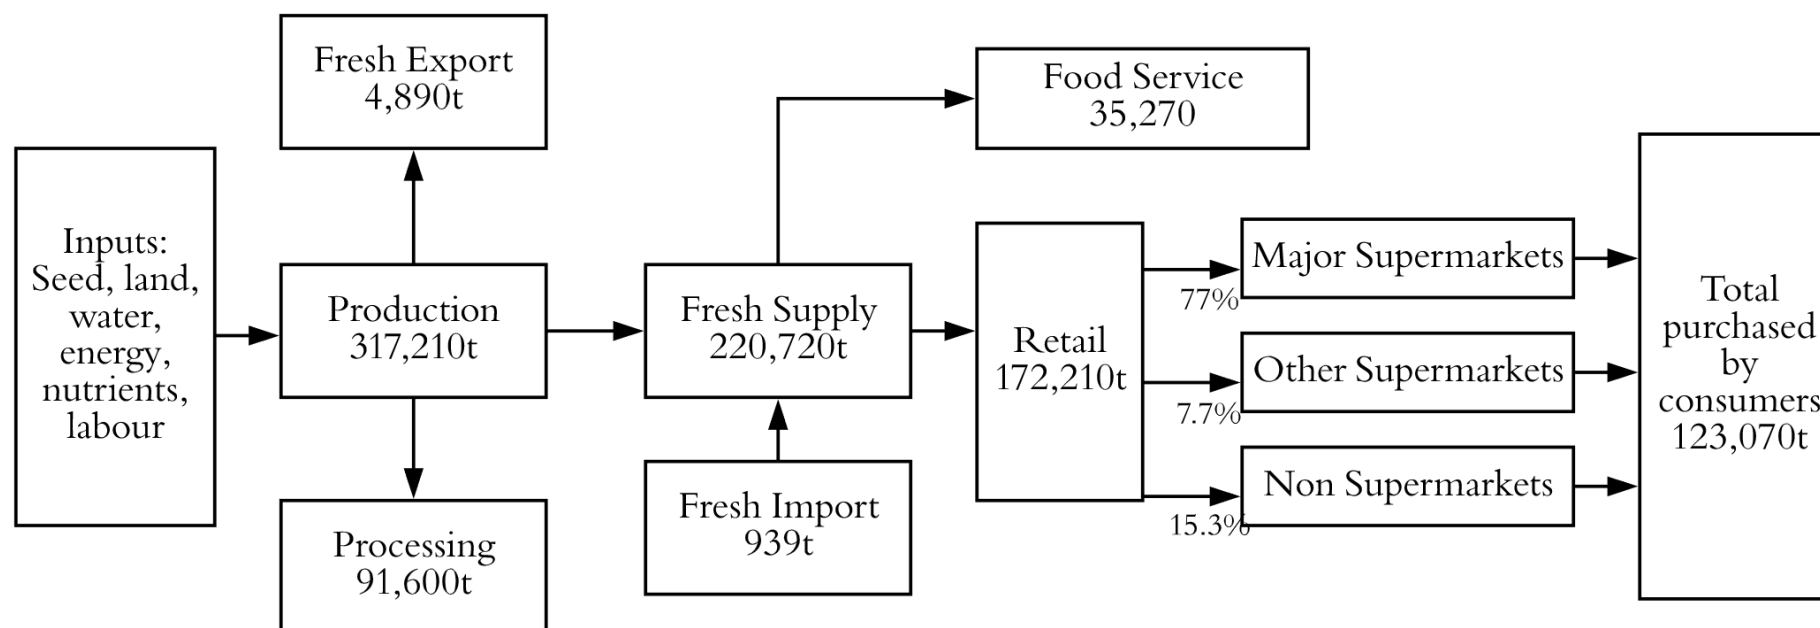 Fresh Export
4,890t
Food Service
35,270
Inputs:
Seed, land,
water,
energy,
nutrients,
labour
Production
317,210t
Fresh Supply
220,720t
Retail
172,210t
Major Supermarkets
77%
Other Supermarkets
7.7%
Non Supermarkets
15.3%
Total
purchased
by
consumers
123,070t
Fresh Import
939t
Processing
91,600t